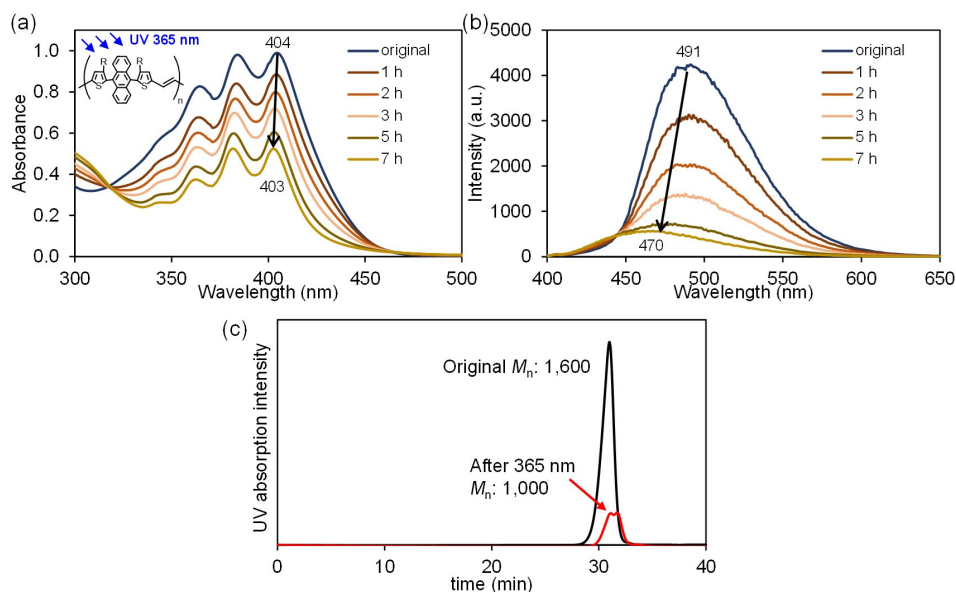 (a)
UV 365 nm
R
R
S
S
n
404
403
original
1 h
2 h
3 h
5 h
7 h
1.0
0.8
0.6
0.4
0.2
0.0
Absorbance
300
350
400
450
500
Wavelength (nm)
(b)
5000
4000
3000
2000
1000
0
Intensity (a.u.)
491
470
original
1 h
2 h
3 h
5 h
7 h
400
450
500
550
600
650
Wavelength (nm)
(c)
UV absorption intensity
Original Mn: 1,600
After 365 nm
Mn: 1,000
0
10
20
30
40
time (min)